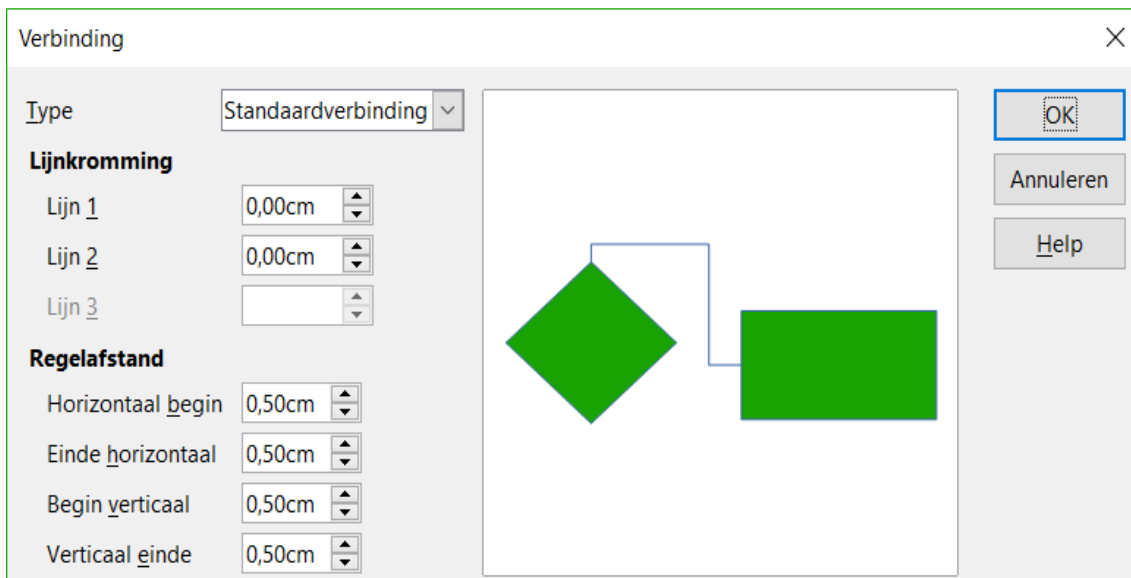 Verbinding
Type Standaardverbinding
Lijnkromming
Lijn 1 0,00cm
Lijn 2 0,00cm
Lijn 3
Regelafstand
Horizontaal begin 0,50cm
Einde horizontaal 0,50cm
Begin verticaal 0,50cm
Verticaal einde 0,50cm
OK
Annuleren
Help